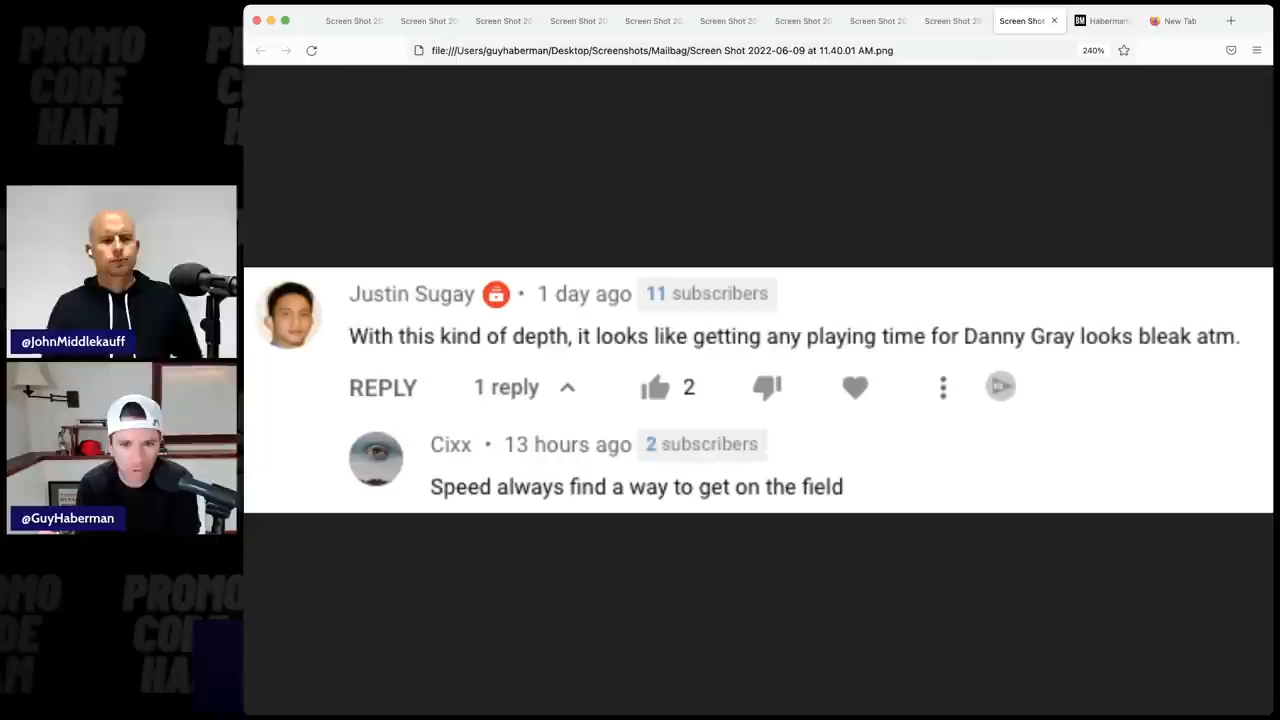 Screen Shot 20
Screen Shot 20
Screen Shot 20
Screen Shot 20
Screen Shot 20
Screen Shot 20
Screen Shot 20
Screen Shot 20
Screen Shot 20
Screen Shot
Haberman
New Tab
file:///Users/guyhaberman/Desktop/Screenshots/Mailbag/Screen Shot 2022-06-09 at 11.40.01 AM.png
240%
PROMO
CODE
HAM
@JohnMiddlekauff
@GuyHaberman
Justin Sugay • 1 day ago 11 subscribers
With this kind of depth, it looks like getting any playing time for Danny Gray looks bleak atm.
REPLY 1 reply 2
Cixx • 13 hours ago 2 subscribers
Speed always find a way to get on the field
PROMO